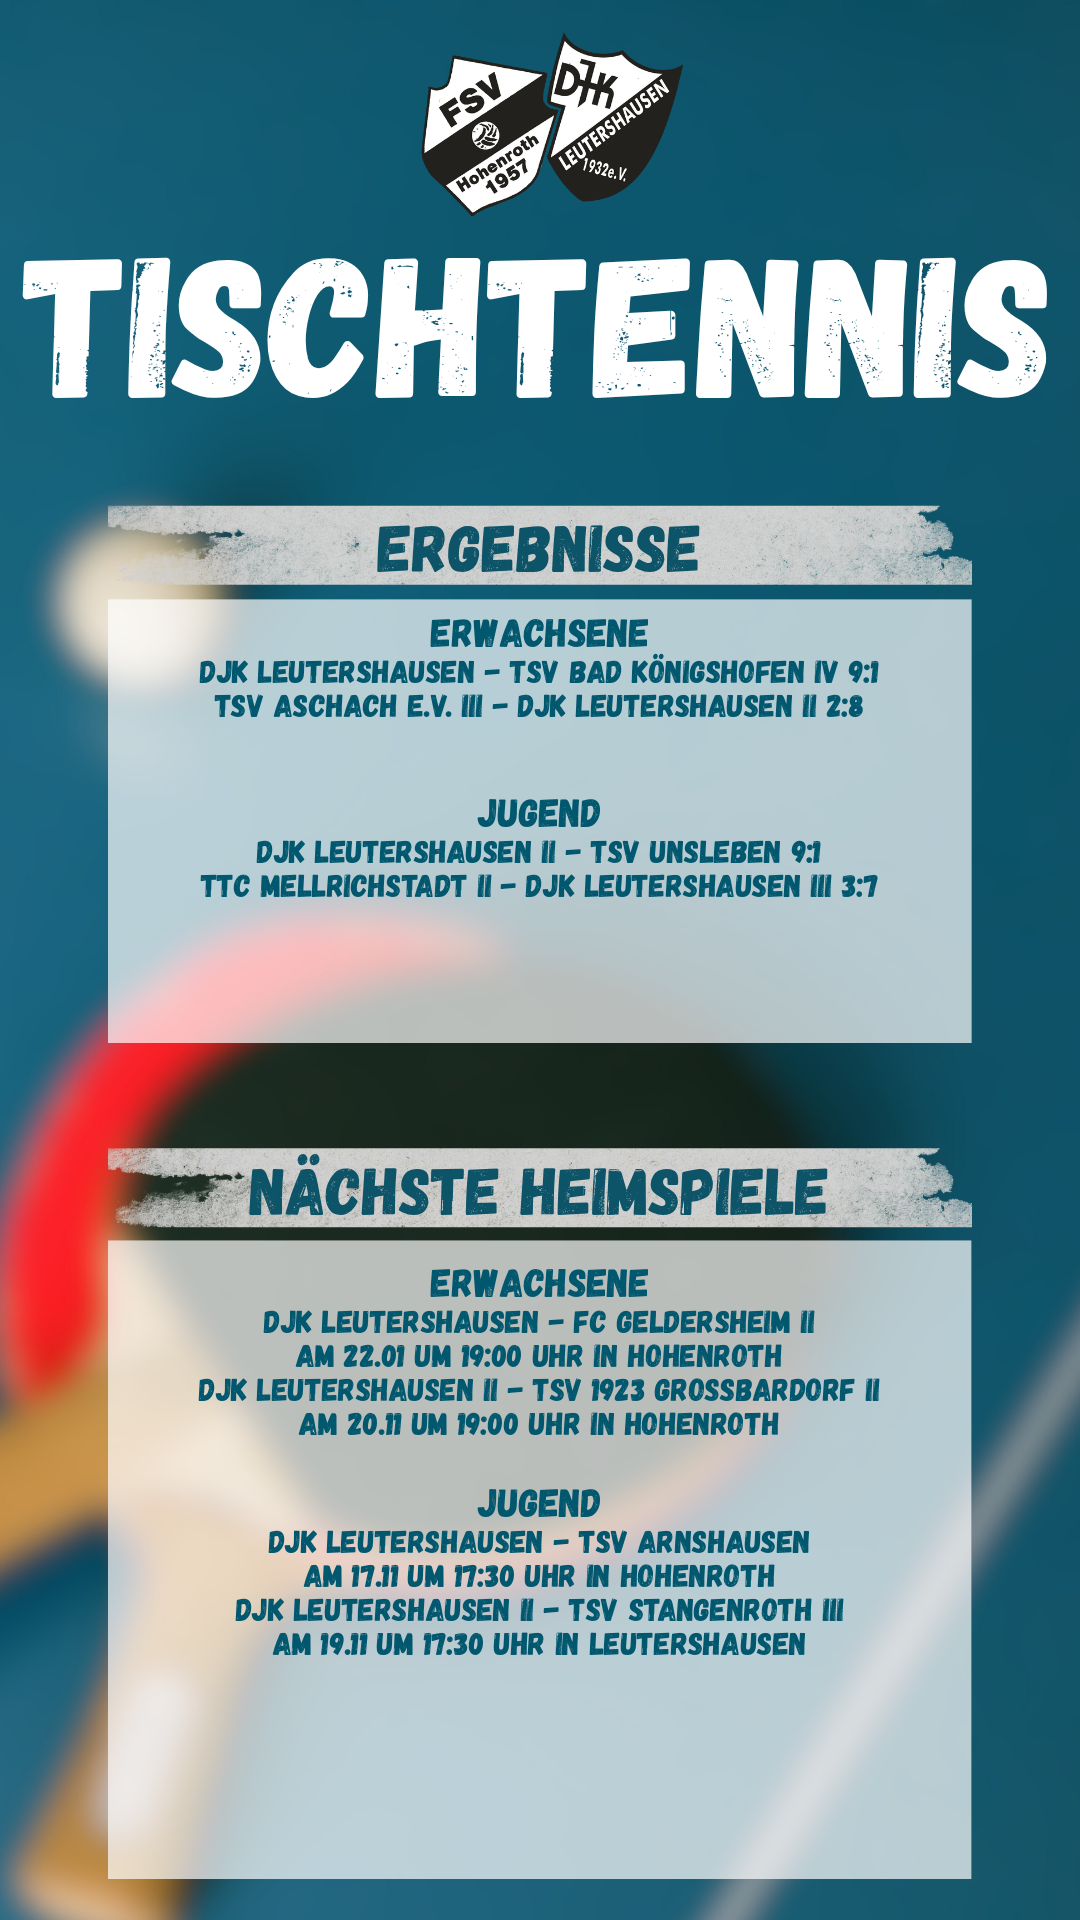 FSV
Hohenroth
1957
DJK
LEUTERSHAUSEN
1932e.V.
TISCHTENNIS
ERGEBNISSE
ERWACHSENE
DJK LEUTERSHAUSEN – TSV BAD KÖNIGSHOFEN IV 9:1
TSV ASCHACH E.V. III – DJK LEUTERSHAUSEN II 2:8
JUGEND
DJK LEUTERSHAUSEN II – TSV UNSLEBEN 9:1
TTC MELLRICHSTADT II – DJK LEUTERSHAUSEN III 3:7
NÄCHSTE HEIMSPIELE
ERWACHSENE
DJK LEUTERSHAUSEN – FC GELDERSHEIM II
AM 22.01 UM 19:00 UHR IN HOHENROTH
DJK LEUTERSHAUSEN II – TSV 1923 GROSSBARDORF II
AM 20.11 UM 19:00 UHR IN HOHENROTH
JUGEND
DJK LEUTERSHAUSEN – TSV ARNSHAUSEN
AM 17.11 UM 17:30 UHR IN HOHENROTH
DJK LEUTERSHAUSEN II – TSV STANGENROTH III
AM 19.11 UM 17:30 UHR IN LEUTERSHAUSEN